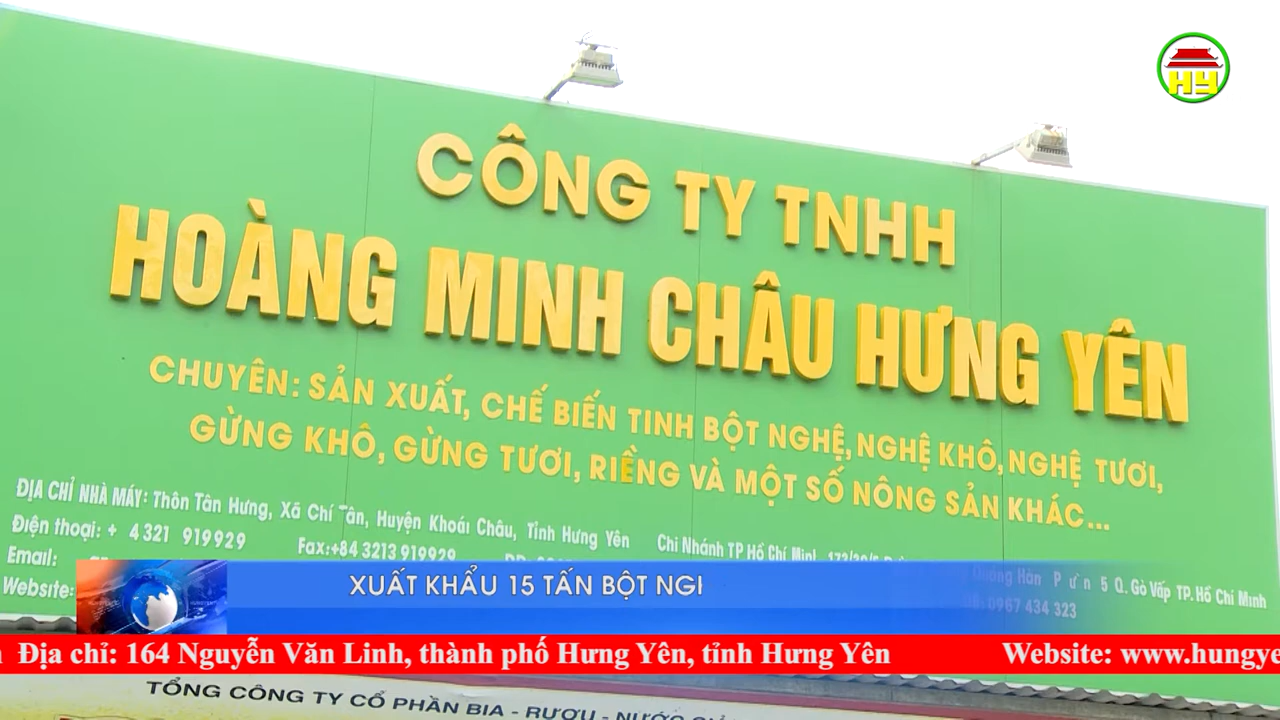 HY
CÔNG TY TNHH
HOÀNG MINH CHÂU HƯNG YÊN
CHUYÊN: SẢN XUẤT, CHẾ BIẾN TINH BỘT NGHỆ, NGHỆ KHÔ, NGHỆ TƯƠI,
GỪNG KHÔ, GỪNG TƯƠI, RIỀNG VÀ MỘT SỐ NÔNG SẢN KHÁC...
ĐỊA CHỈ NHÀ MÁY: Thôn Tân Hưng, Xã Chí Tân, Huyện Khoái Châu, Tỉnh Hưng Yên
Chi Nhánh TP Hồ Chí Minh
Quang Hàn P ư n 5 Q. Gò Vấp TP. Hồ Chí Minh
Điện thoại: + 4 321 919929
Fax:+84 3213 919929
0967 434 323
Email:
Website:
XUẤT KHẨU 15 TẤN BỘT
Địa chỉ: 164 Nguyễn Văn Linh, thành phố Hưng Yên, tỉnh Hưng Yên
Website: www.hungye
TỔNG CÔNG TY CỔ PHẦN BIA - RƯỢU - NƯỚC